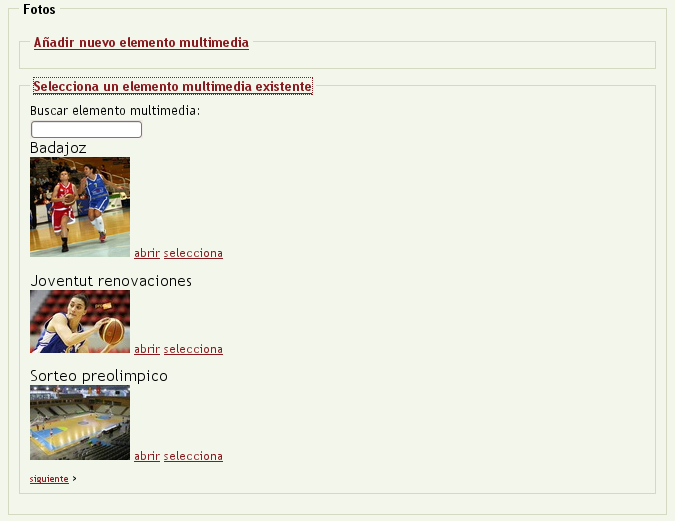 Fotos
Añadir nuevo elemento multimedia
Selecciona un elemento multimedia existente
Buscar elemento multimedia:
Badajoz
abrir selecciona
Joventut renovaciones
abrir selecciona
Sorteo preolimpico
abrir selecciona
siguiente >